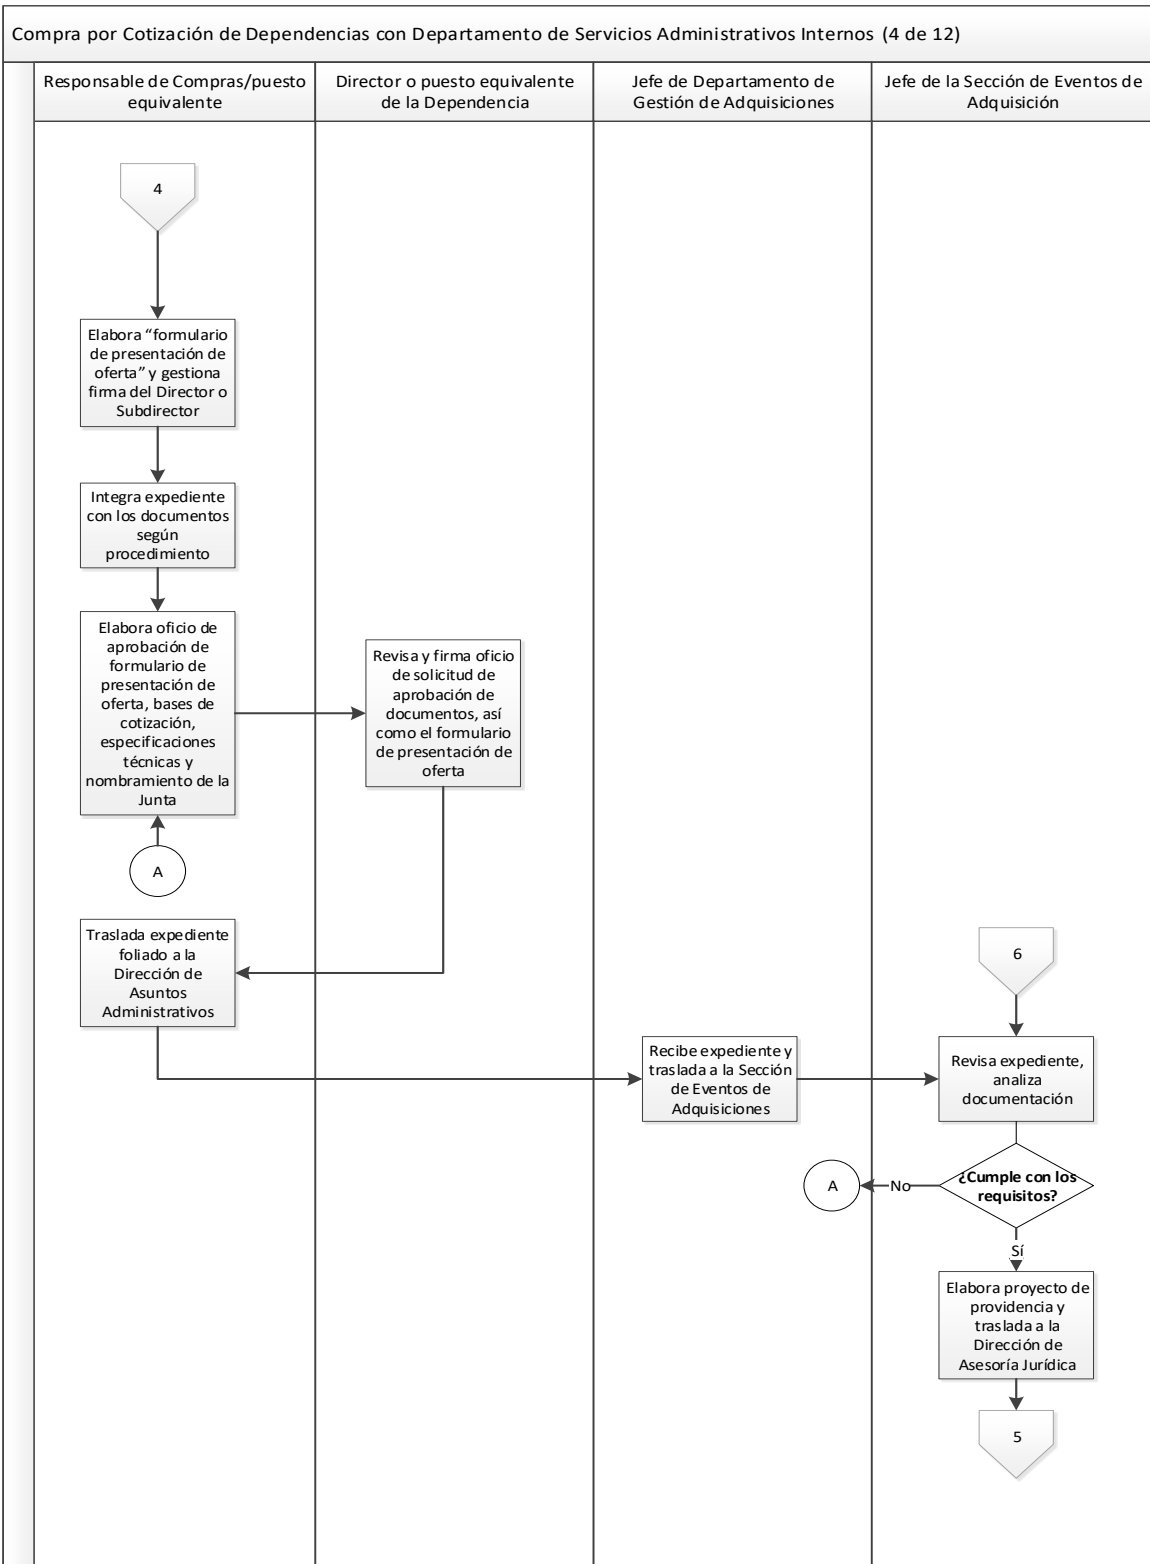 Compra por Cotización de Dependencias con Departamento de Servicios Administrativos Internos (4 de 12)
Responsable de Compras/puesto
equivalente
Director o puesto equivalente
de la Dependencia
Jefe de Departamento de
Gestión de Adquisiciones
Jefe de la Sección de Eventos de
Adquisición
4
Elabora “formulario
de presentación de
oferta” y gestiona
firma del Director o
Subdirector
Integra expediente
con los documentos
según
procedimiento
Elabora oficio de
aprobación de
formulario de
presentación de
oferta, bases de
cotización,
especificaciones
técnicas y
nombramiento de la
Junta
Revisa y firma oficio
de solicitud de
aprobación de
documentos, así
como el formulario
de presentación de
oferta
A
Traslada expediente
foliado a la
Dirección de
Asuntos
Administrativos
6
Recibe expediente y
traslada a la Sección
de Eventos de
Adquisiciones
Revisa expediente,
analiza
documentación
¿Cumple con los
requisitos?
No
A
Sí
Elabora proyecto de
providencia y
traslada a la
Dirección de
Asesoría Jurídica
5